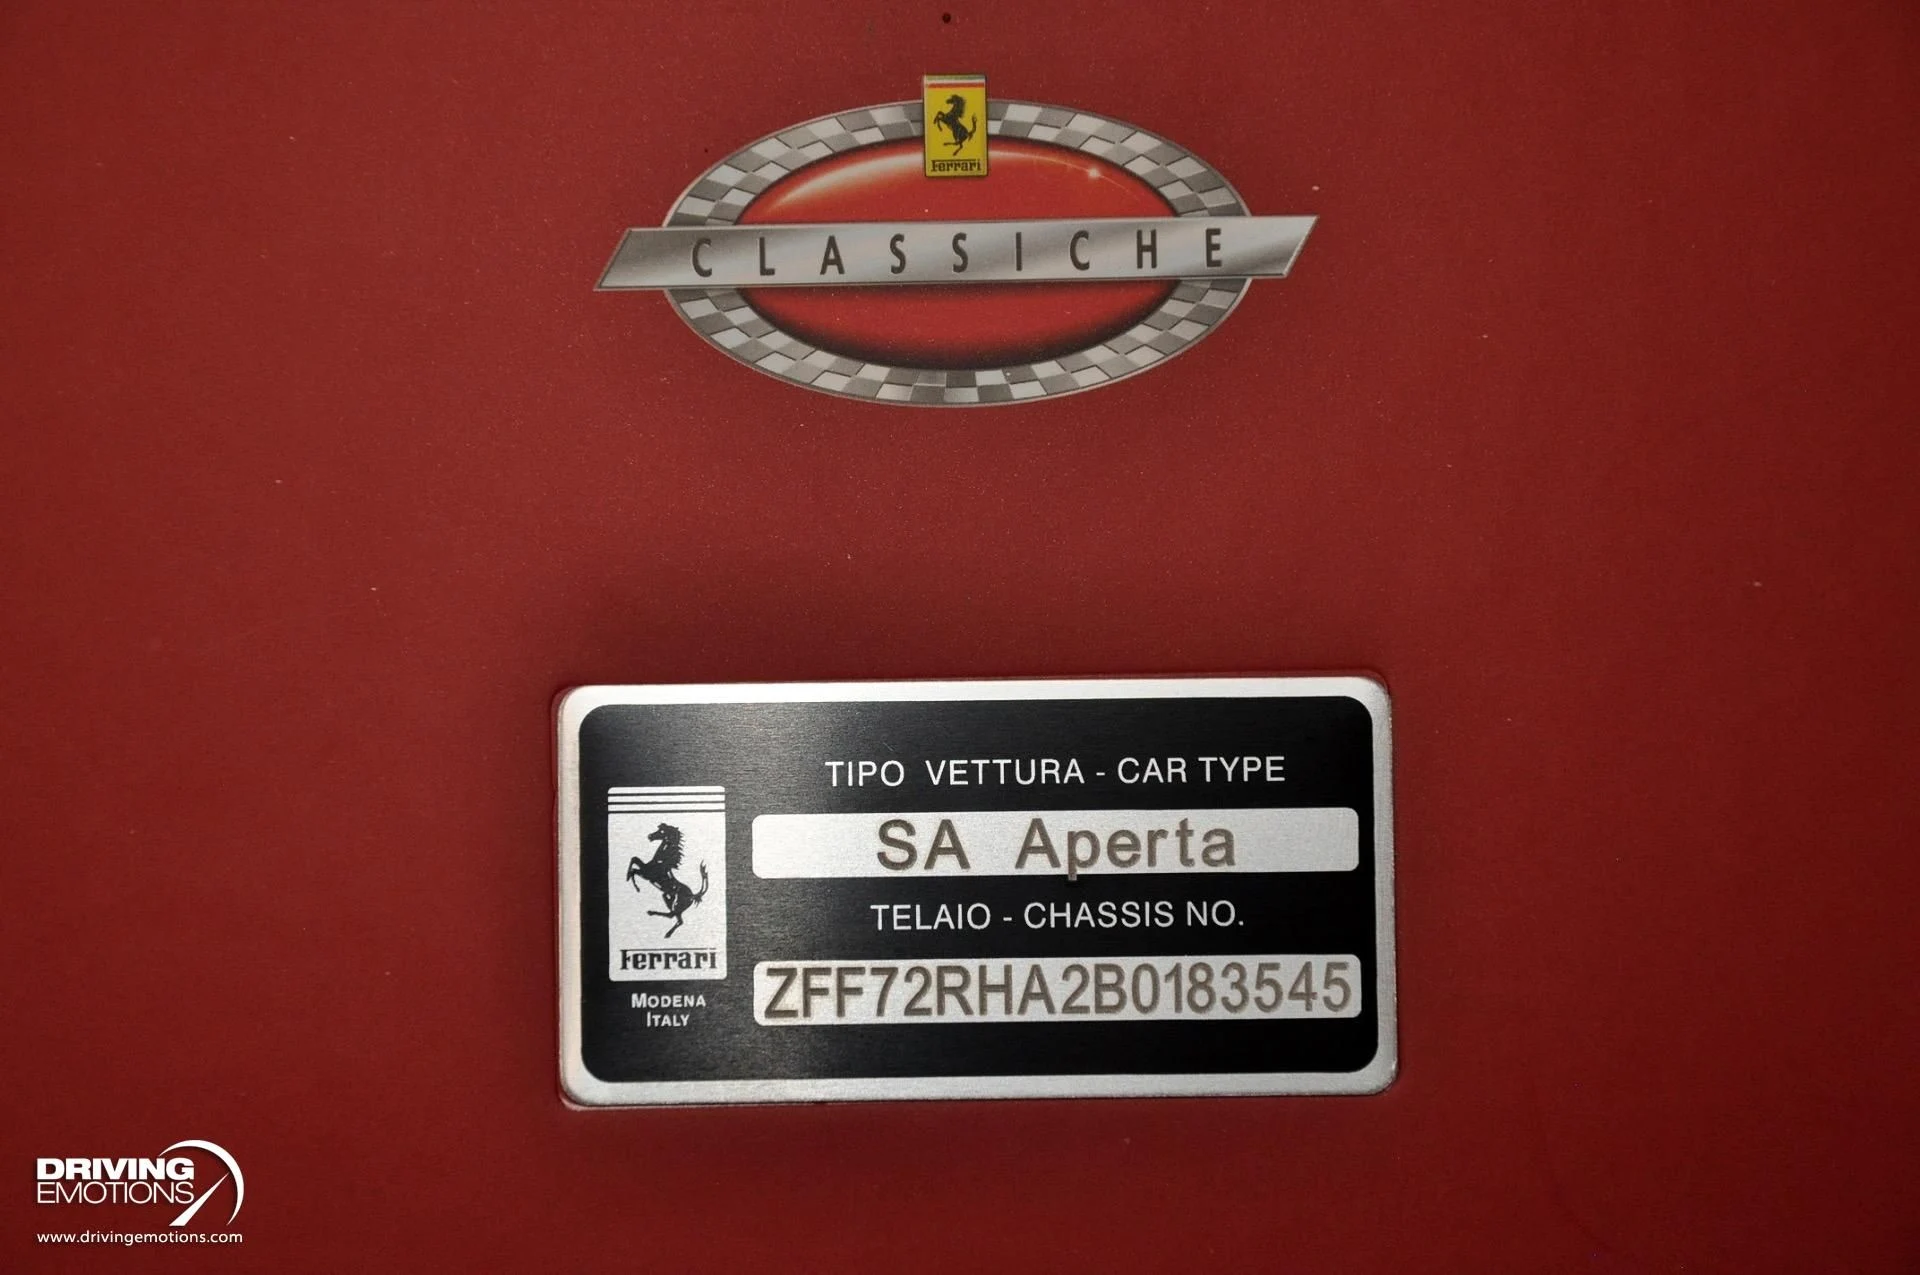 Ferrari
CLASSICHE
TIPO VETTURA - CAR TYPE
SA Aperta
TELAIO - CHASSIS NO.
ZFF72RHA2B0183545
Ferrari
MODENA
ITALY
DRIVING
EMOTIONS
www.drivingemotions.com